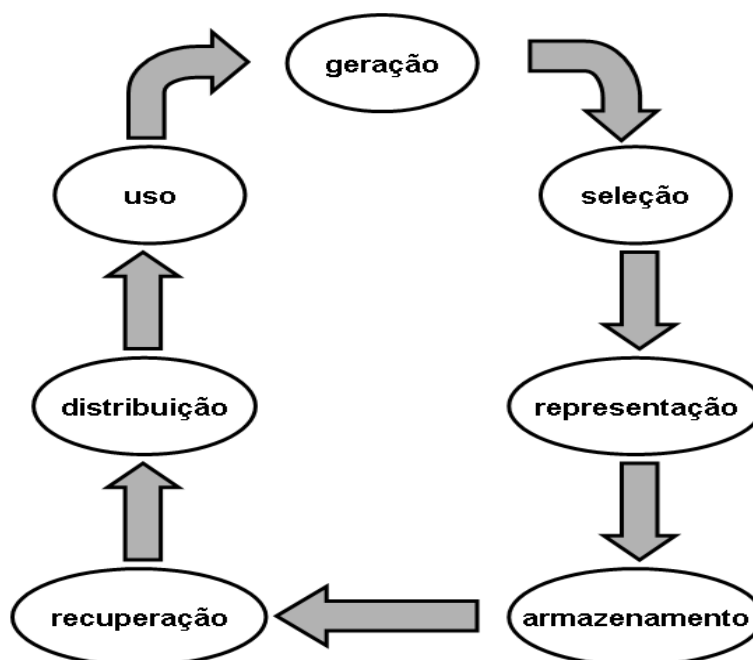 geração
seleção
representação
armazenamento
recuperação
distribuição
uso